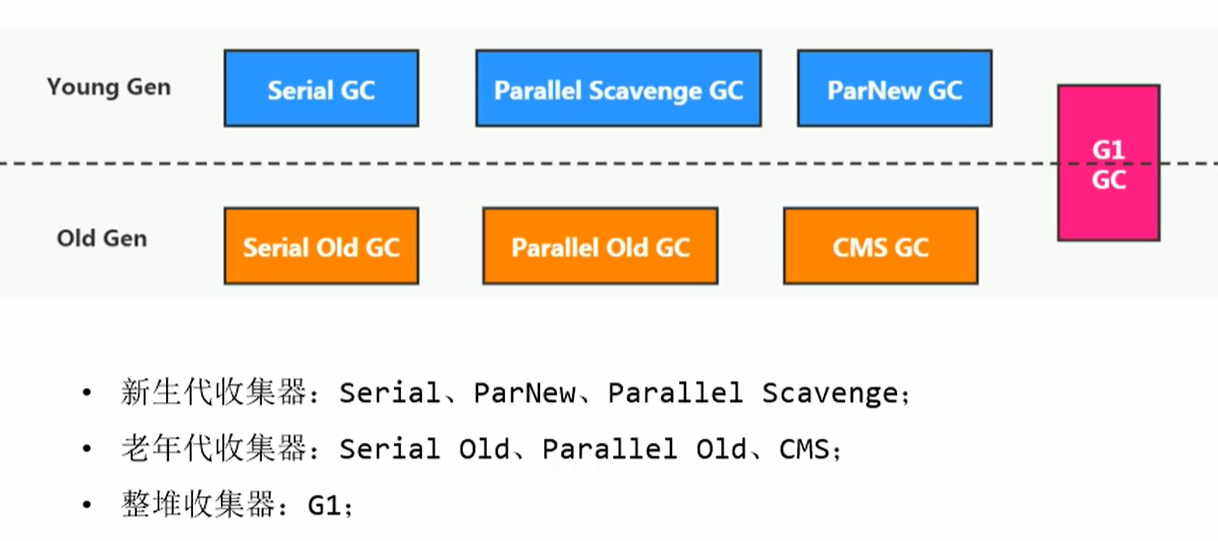 Young Gen
Serial GC
Parallel Scavenge GC
ParNew GC
G1
GC
Old Gen
Serial Old GC
Parallel Old GC
CMS GC
• 新生代收集器：Serial、ParNew、Parallel Scavenge；
• 老年代收集器：Serial Old、Parallel Old、CMS；
• 整堆收集器：G1；